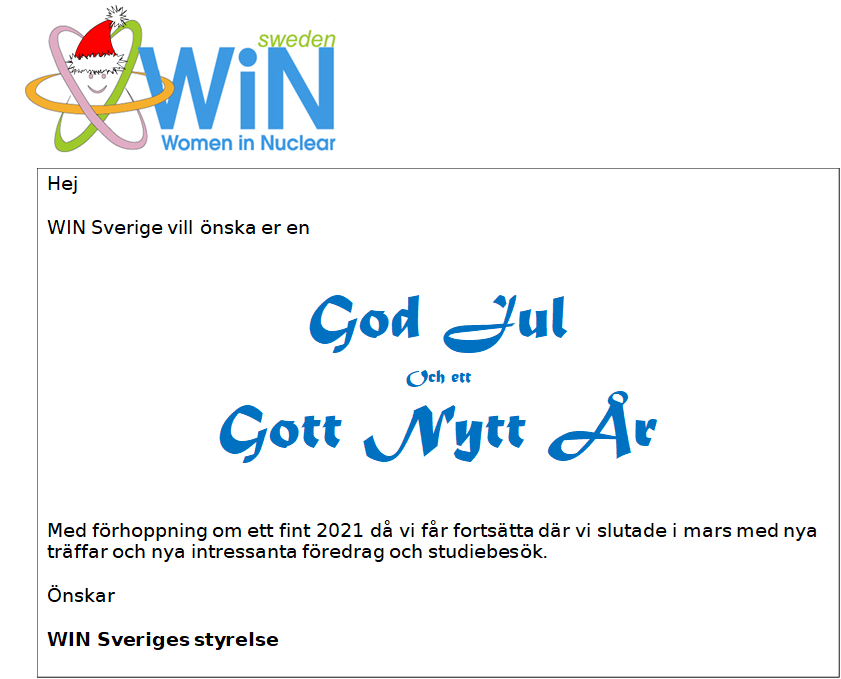 sweden
WiN
Women in Nuclear
Hej
WIN Sverige vill önska er en
God Jul
Och ett
Gott Nytt År
Med förhoppning om ett fint 2021 då vi får fortsätta där vi slutade i mars med nya
träffar och nya intressanta föredrag och studiebesök.
Önskar
WIN Sveriges styrelse